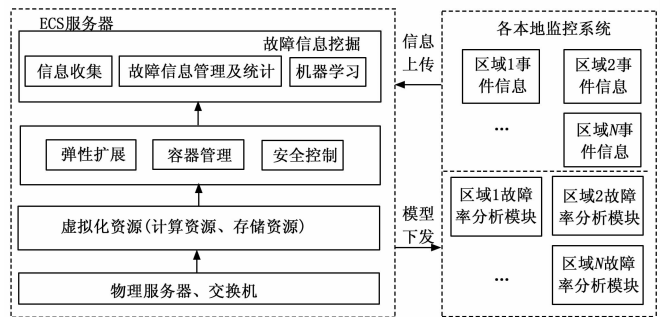 ECS服务器
故障信息挖掘
信息收集
故障信息管理及统计
机器学习
弹性扩展
容器管理
安全控制
虚拟化资源(计算资源、存储资源)
物理服务器、交换机
信息
上传
模型
下发
各本地监控系统
区域1事
件信息
区域2事
件信息
...
区域N事
件信息
区域1故障
率分析模块
区域2故障
率分析模块
...
区域N故障
率分析模块